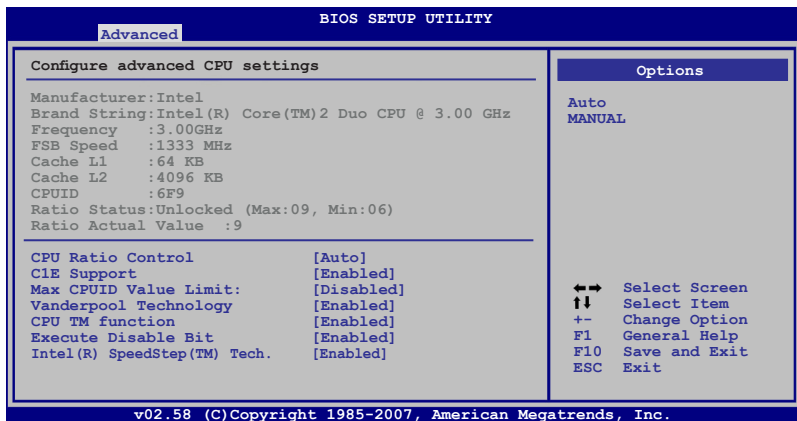 BIOS SETUP UTILITY
Advanced
Configure advanced CPU settings
Manufacturer:Intel
Brand String:Intel(R) Core(TM)2 Duo CPU @ 3.00 GHz
Frequency :3.00GHz
FSB Speed :1333 MHz
Cache L1 :64 KB
Cache L2 :4096 KB
CPUID :6F9
Ratio Status:Unlocked (Max:09, Min:06)
Ratio Actual Value :9
CPU Ratio Control [Auto]
C1E Support [Enabled]
Max CPUID Value Limit: [Disabled]
Vanderpool Technology [Enabled]
CPU TM function [Enabled]
Execute Disable Bit [Enabled]
Intel(R) SpeedStep(TM) Tech. [Enabled]
Options
Auto
MANUAL
←→ Select Screen
↑↓ Select Item
+- Change Option
F1 General Help
F10 Save and Exit
ESC Exit
v02.58 (C)Copyright 1985-2007, American Megatrends, Inc.